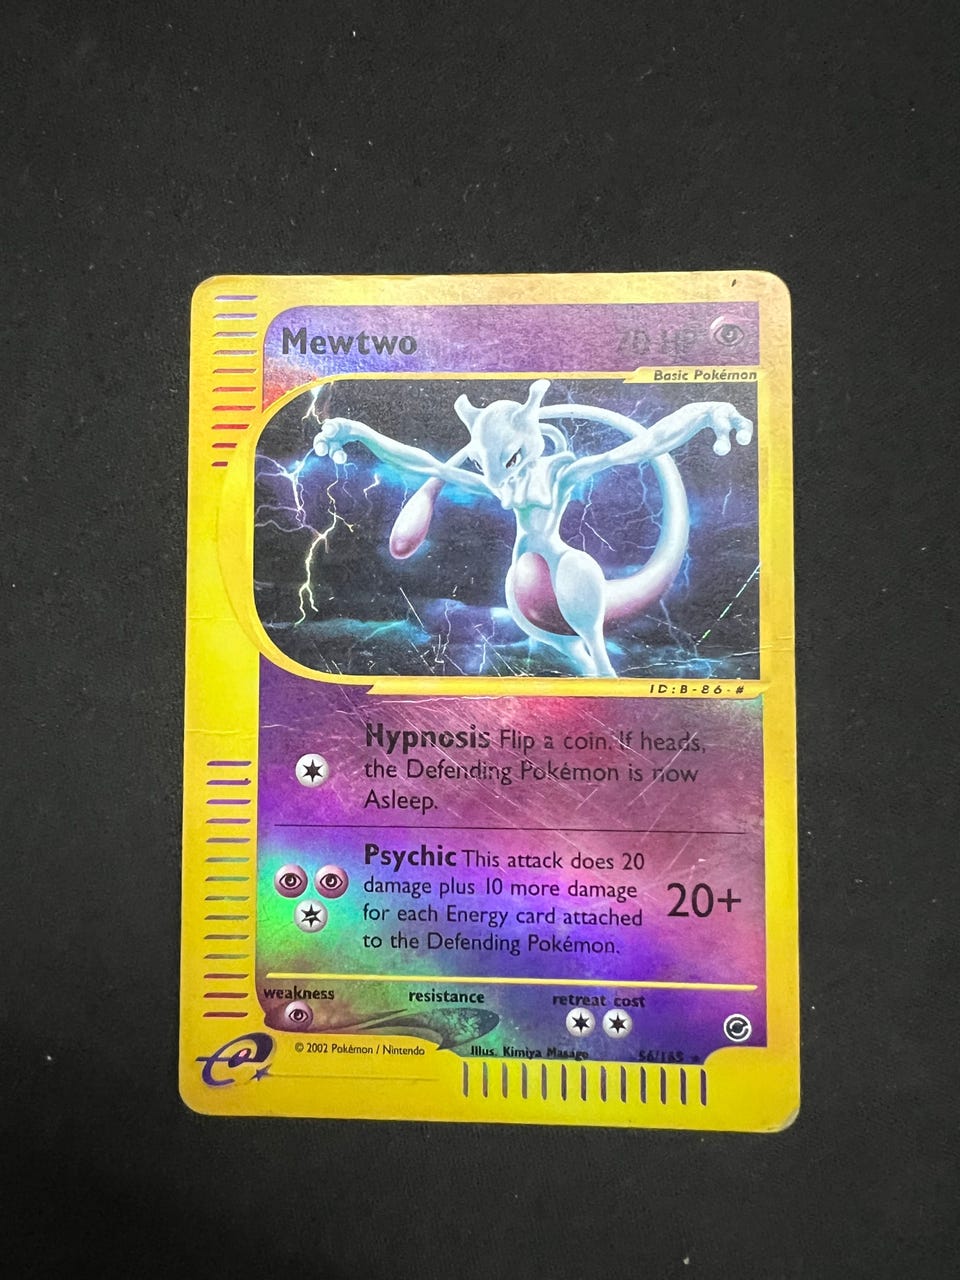 Mewtwo 70 HP
Basic Pokémon
ID:B-86-#
Hypnosis Flip a coin. If heads,
the Defending Pokémon is now
Asleep.
Psychic This attack does 20
damage plus 10 more damage
for each Energy card attached
to the Defending Pokémon.
20+
weakness resistance retreat cost
© 2002 Pokémon / Nintendo
Illus. Kimiya Masago 56/165 ★
e